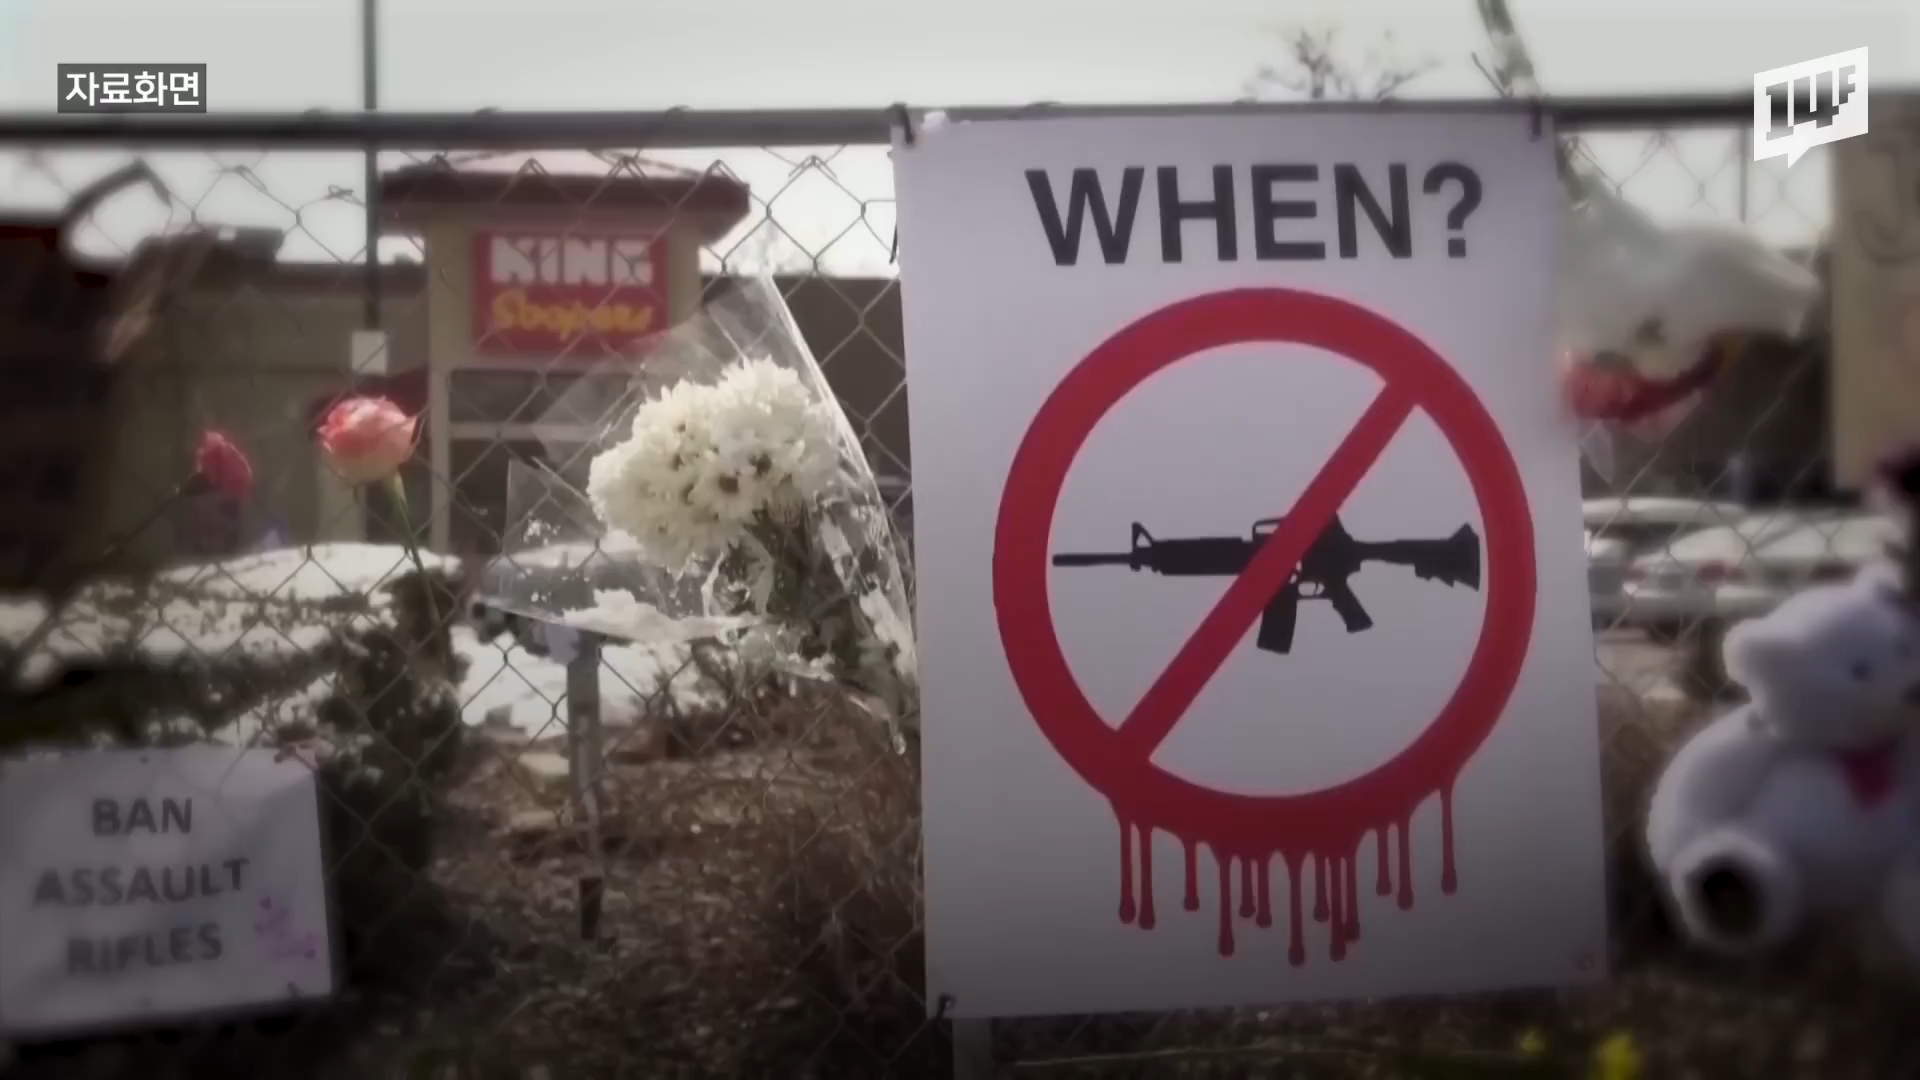 자료화면
14F
WHEN?
KING
Soopers
BAN
ASSAULT
RIFLES